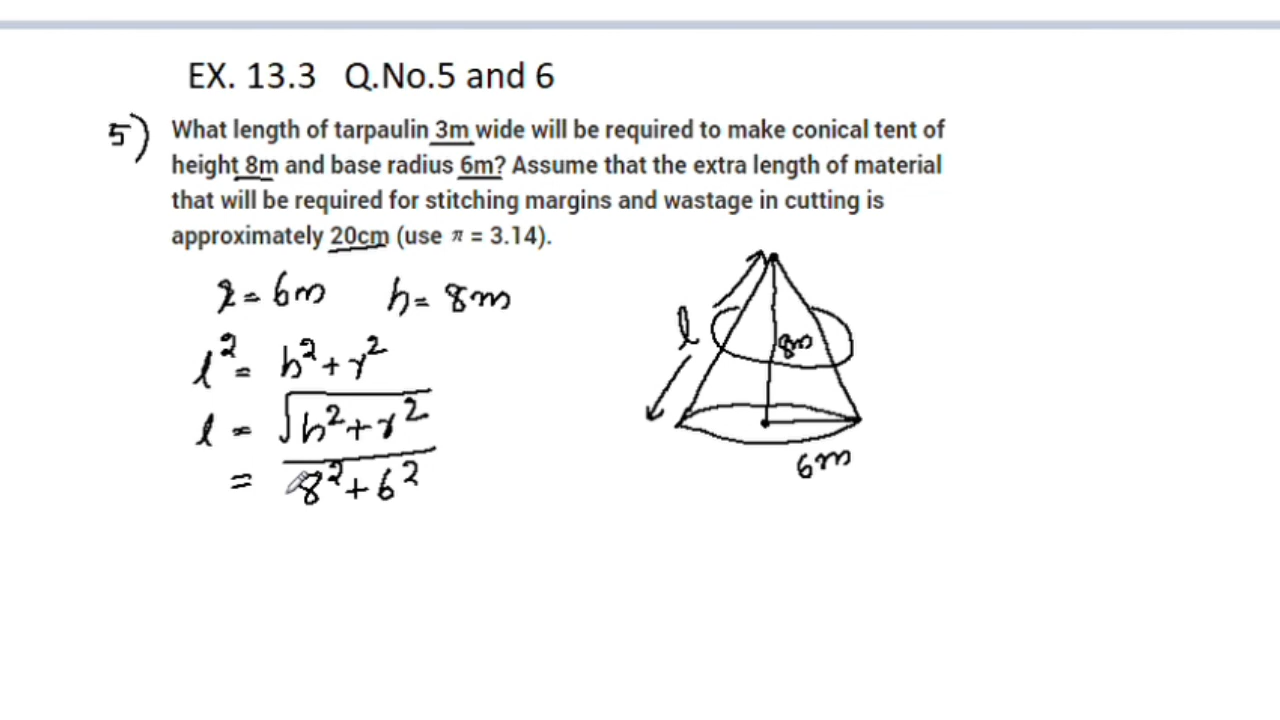 EX. 13.3 Q.No.5 and 6
5) What length of tarpaulin 3m wide will be required to make conical tent of
height 8m and base radius 6m? Assume that the extra length of material
that will be required for stitching margins and wastage in cutting is
approximately 20cm (use π = 3.14).
r = 6m h = 8m
l² = h² + r²
l = √h² + r²
= 8² + 6²
l
8m
6m